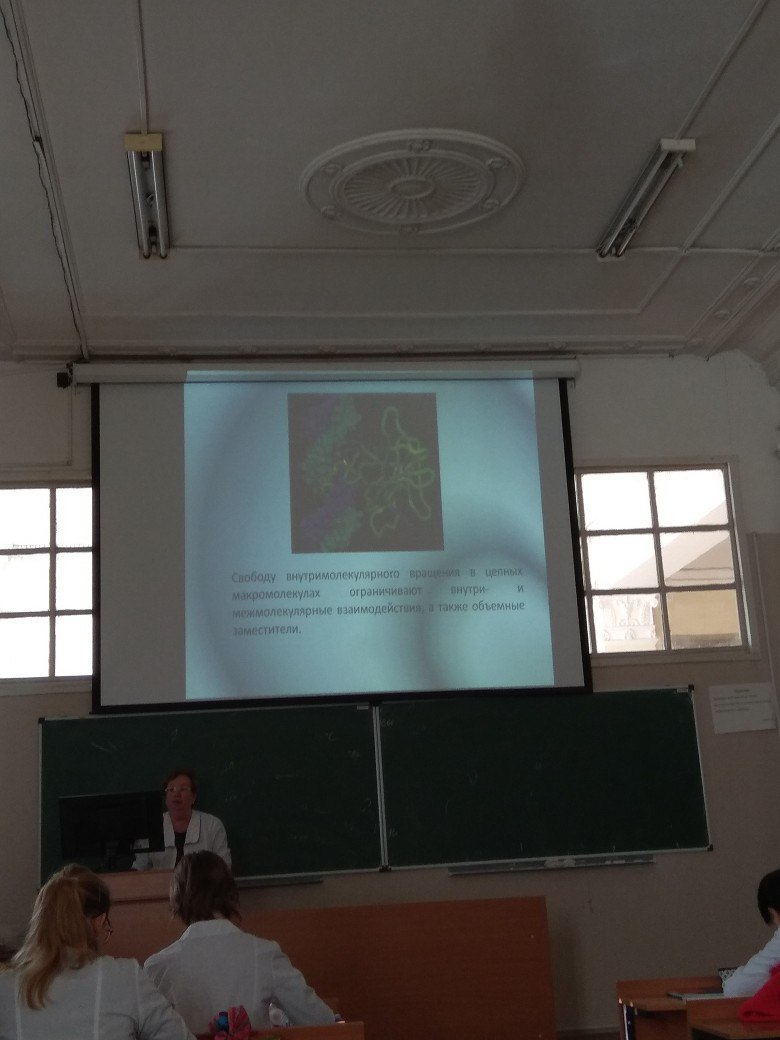 Свободу внутримолекулярного вращения в цепных
макромолекулах ограничивают внутри- и
межмолекулярные взаимодействия, а также объемные
заместители.